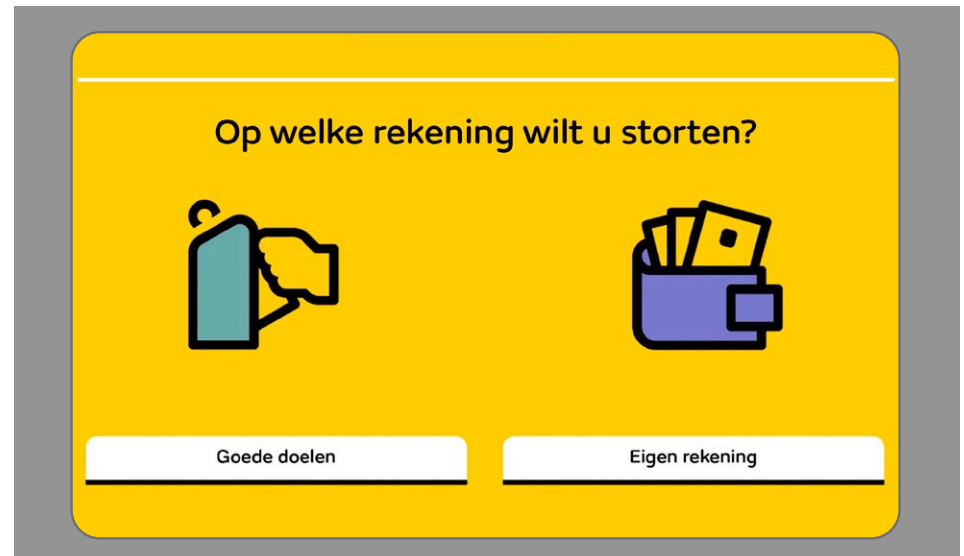 Op welke rekening wilt u storten?
Goede doelen
Eigen rekening